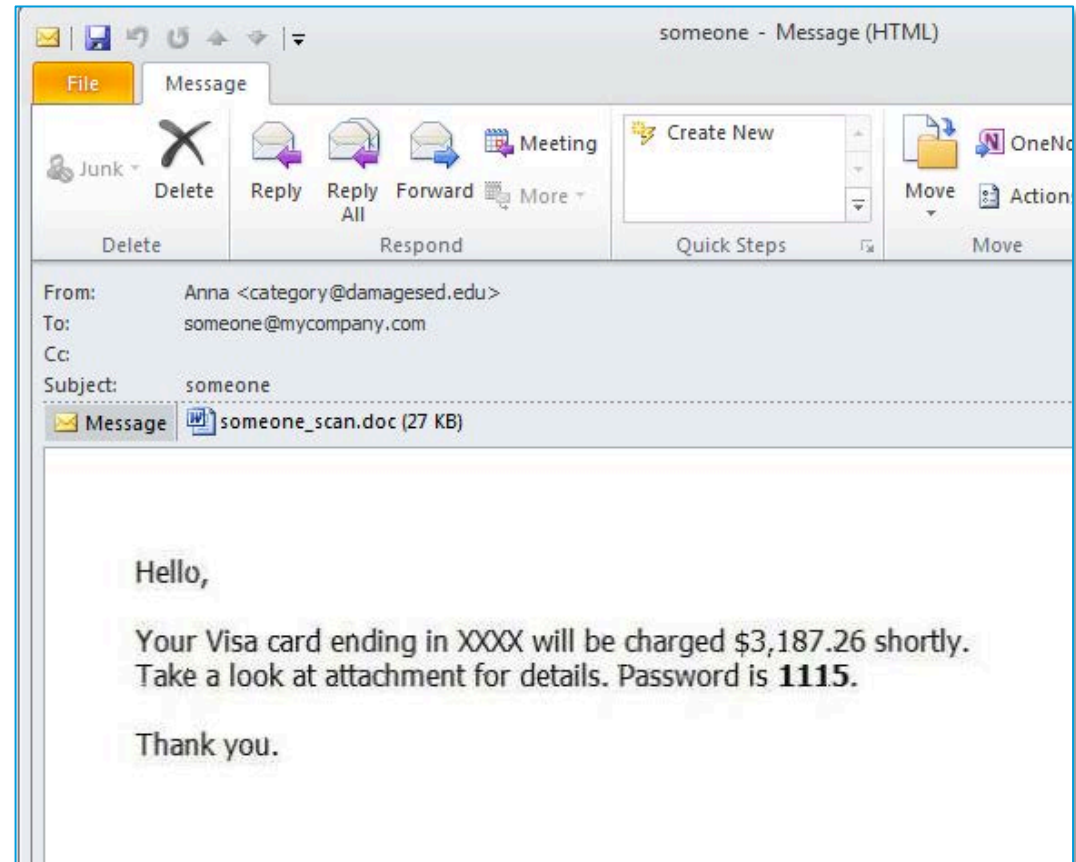 someone - Message (HTML)
File Message
Junk
Delete
Reply
Reply All
Forward
Meeting
More
Create New
Move
OneNo
Action
Delete Respond Quick Steps Move
From: Anna <category@damagesed.edu>
To: someone@mycompany.com
Cc:
Subject: someone
Message someone_scan.doc (27 KB)
Hello,
Your Visa card ending in XXXX will be charged $3,187.26 shortly.
Take a look at attachment for details. Password is 1115.
Thank you.